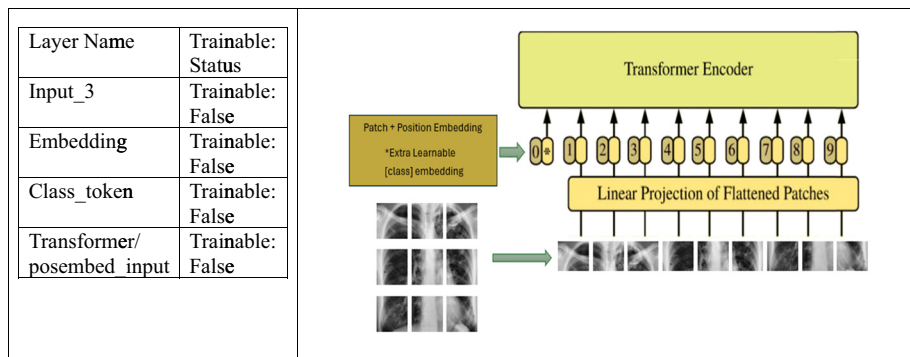 Layer Name
Trainable:
Status
Input_3
Trainable:
False
Embedding
Trainable:
False
Class_token
Trainable:
False
Transformer/
posembed_input
Trainable:
False
Transformer Encoder
Patch + Position Embedding
*Extra Learnable
[class] embedding
0 * 1 2 3 4 5 6 7 8 9
Linear Projection of Flattened Patches